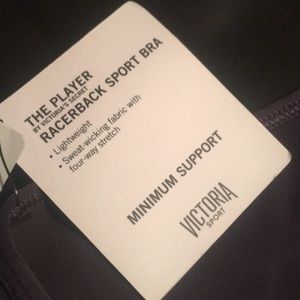 THE PLAYER
BY VICTORIA'S SECRET
RACERBACK SPORT BRA
• Lightweight
• Sweat-wicking fabric with
four-way stretch
MINIMUM SUPPORT
VICTORIA
SPORT